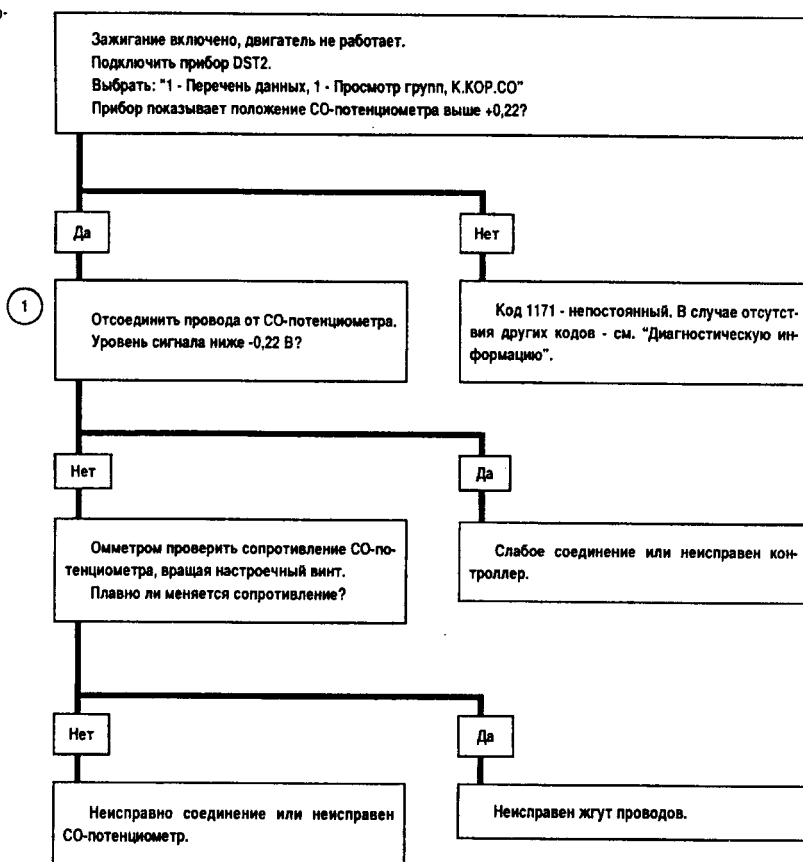 Зажигание включено, двигатель не работает.
Подключить прибор DST2.
Выбрать: "1 - Перечень данных, 1 - Просмотр групп, К.КОР.СО"
Прибор показывает положение СО-потенциометра выше +0,22?
Да
Нет
1
Отсоединить провода от СО-потенциометра.
Уровень сигнала ниже -0,22 В?
Код 1171 - непостоянный. В случае отсутст-
вия других кодов - см. "Диагностическую ин-
формацию".
Нет
Да
Омметром проверить сопротивление СО-по-
тенциометра, вращая настроечный винт.
Плавно ли меняется сопротивление?
Слабое соединение или неисправен кон-
троллер.
Нет
Да
Неисправно соединение или неисправен
СО-потенциометр.
Неисправен жгут проводов.